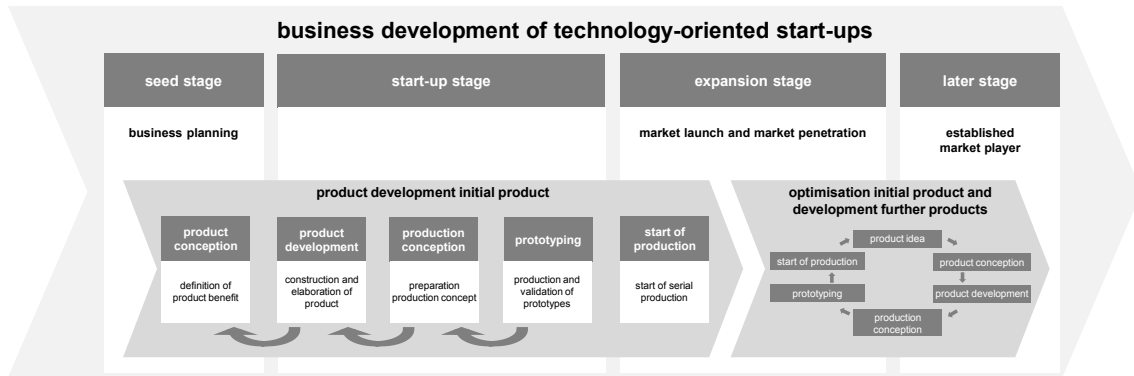 business development of technology-oriented start-ups
seed stage
start-up stage
expansion stage
later stage
business planning
market launch and market penetration
established
market player
product development initial product
product
conception
definition of
product benefit
product
development
construction and
elaboration of
product
production
conception
preparation
production concept
prototyping
production and
validation of
prototypes
start of
production
start of serial
production
optimisation initial product and
development further products
product idea
product conception
product development
production
conception
prototyping
start of production